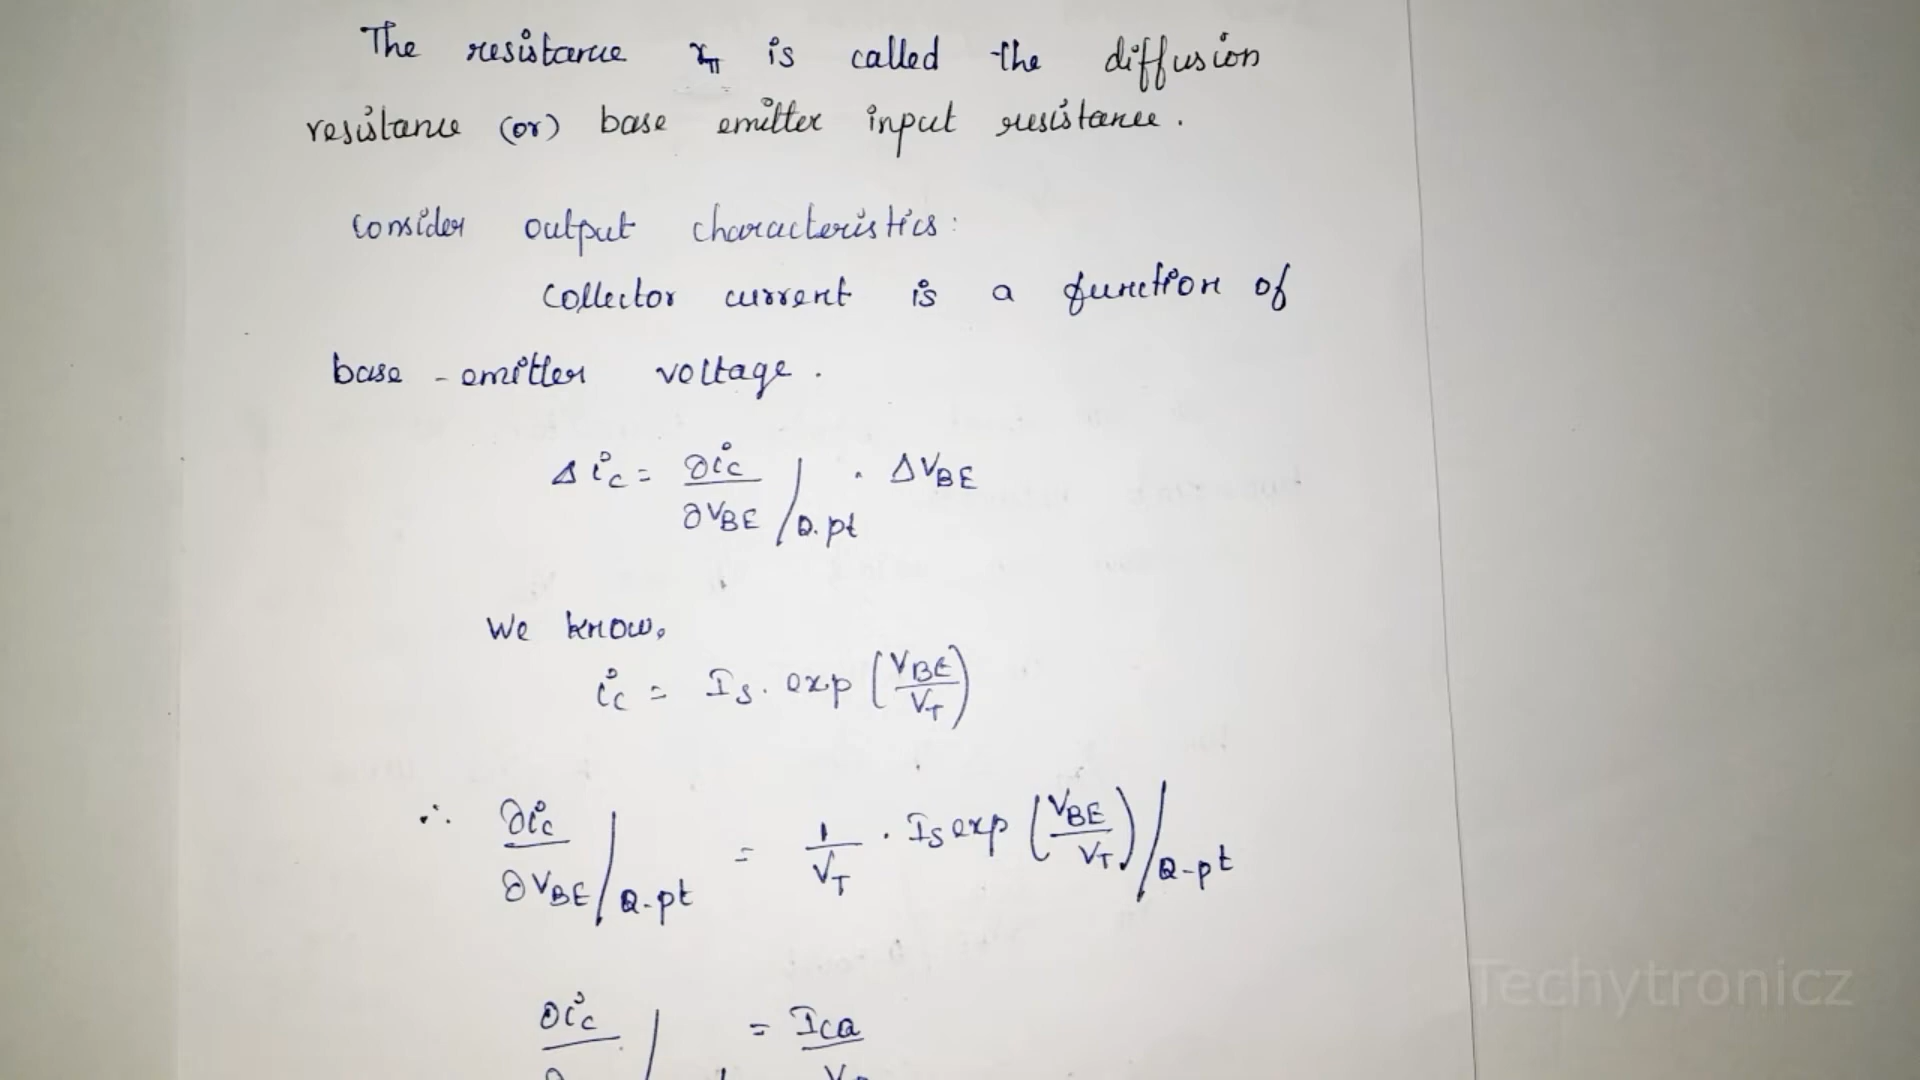 The resistance rπ is called the diffusion
resistance (or) base emitter input resistance.
Consider output characteristics:
Collector current is a function of
base-emitter voltage.
Δ ic = ∂ic / ∂VBE | Q.pt . ΔVBE
We know,
ic = Is. exp (VBE / VT)
∴ ∂ic / ∂VBE | Q-pt = 1 / VT . Is exp (VBE / VT) | Q-pt
∂ic = ICQ
Techytronicz